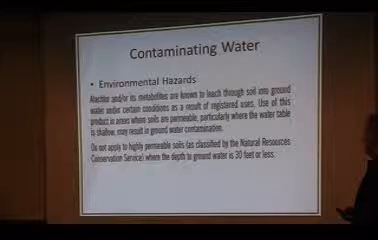 Contaminating Water
• Environmental Hazards
Alachlor and/or its metabolites are known to leach through soil into ground
water under certain conditions as a result of registered uses. Use of this
product in areas where soils are permeable, particularly where the water table
is shallow, may result in ground water contamination.
Do not apply to highly permeable soils (as classified by the Natural Resources
Conservation Service) where the depth to ground water is 30 feet or less.